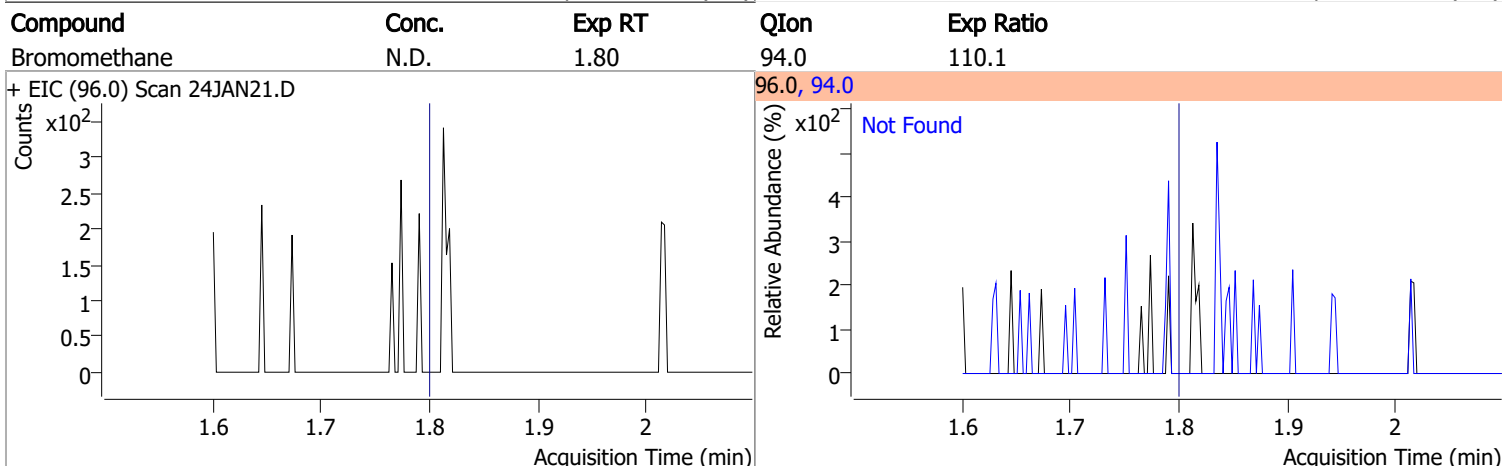 Compound Conc. Exp RT QIon Exp Ratio
Bromomethane N.D. 1.80 94.0 110.1
+ EIC (96.0) Scan 24JAN21.D
96.0, 94.0
Counts
x10²
3
2.5
2
1.5
1
0.5
0
1.6 1.7 1.8 1.9 2
Acquisition Time (min)
Relative Abundance (%)
x10²
Not Found
4
3
2
1
0
1.6 1.7 1.8 1.9 2
Acquisition Time (min)